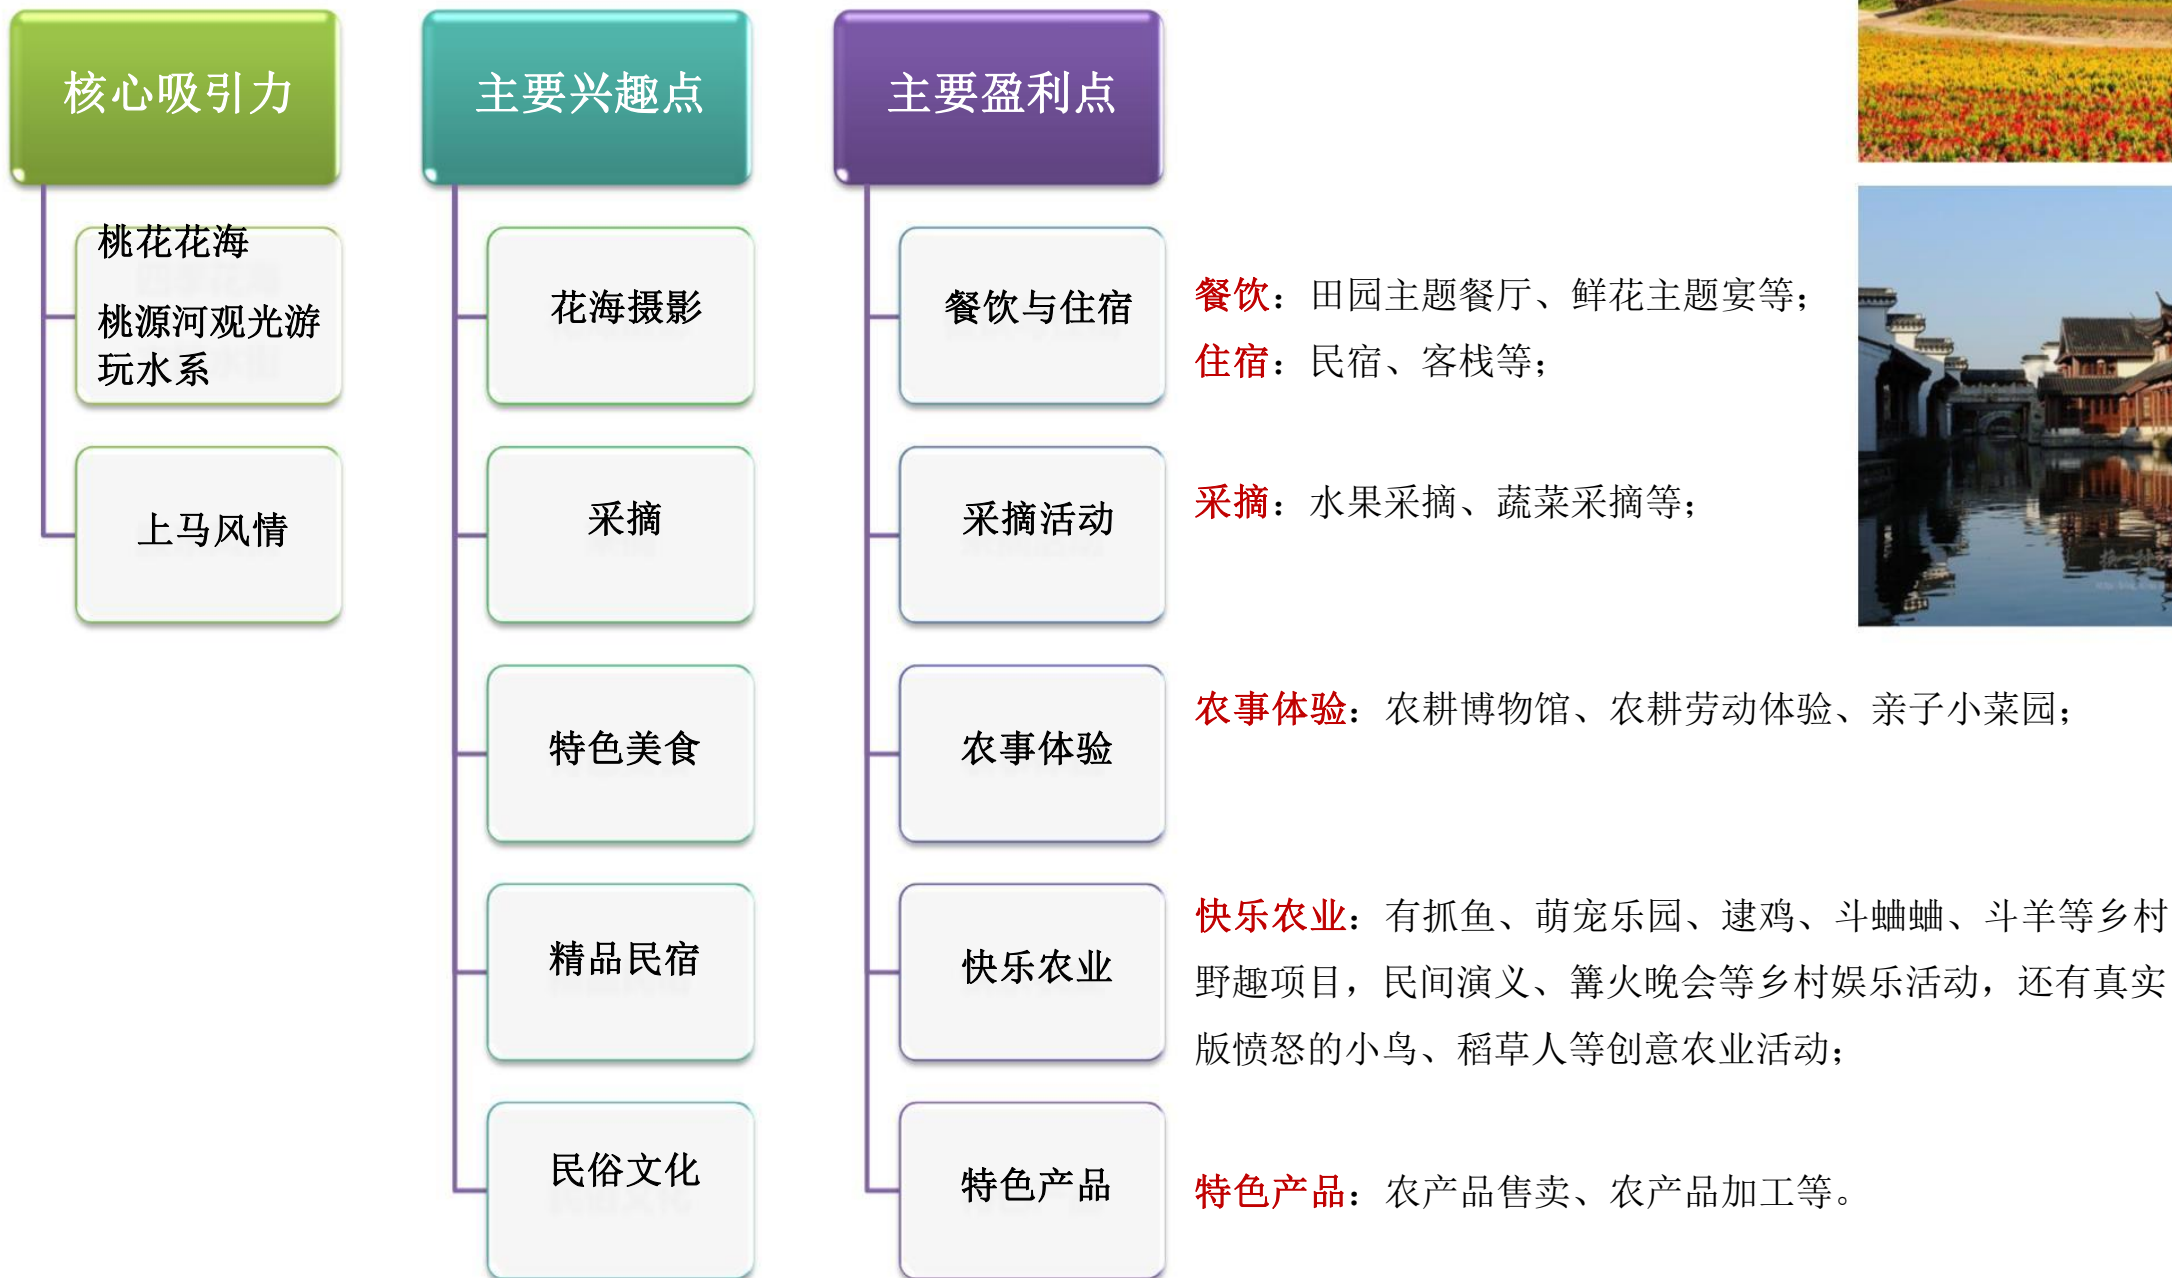 核心吸引力
桃花花海
桃源河观光游
玩水系
上马风情
主要兴趣点
花海摄影
采摘
特色美食
精品民宿
民俗文化
主要盈利点
餐饮与住宿
采摘活动
农事体验
快乐农业
特色产品
餐饮：田园主题餐厅、鲜花主题宴等；
住宿：民宿、客栈等；
采摘：水果采摘、蔬菜采摘等；
农事体验：农耕博物馆、农耕劳动体验、亲子小菜园；
快乐农业：有抓鱼、萌宠乐园、逮鸡、斗蛐蛐、斗羊等乡村
野趣项目，民间演义、篝火晚会等乡村娱乐活动，还有真实
版愤怒的小鸟、稻草人等创意农业活动；
特色产品：农产品售卖、农产品加工等。